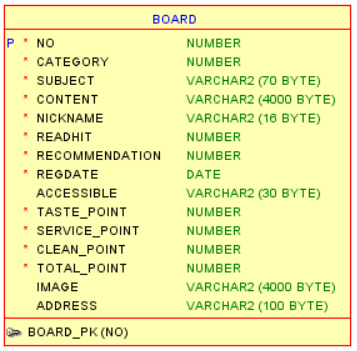 BOARD
P * NO NUMBER
* CATEGORY NUMBER
* SUBJECT VARCHAR2 (70 BYTE)
* CONTENT VARCHAR2 (4000 BYTE)
* NICKNAME VARCHAR2 (16 BYTE)
* READHIT NUMBER
* RECOMMENDATION NUMBER
* REGDATE DATE
ACCESSIBLE VARCHAR2 (30 BYTE)
* TASTE_POINT NUMBER
* SERVICE_POINT NUMBER
* CLEAN_POINT NUMBER
* TOTAL_POINT NUMBER
IMAGE VARCHAR2 (4000 BYTE)
ADDRESS VARCHAR2 (100 BYTE)
BOARD_PK (NO)